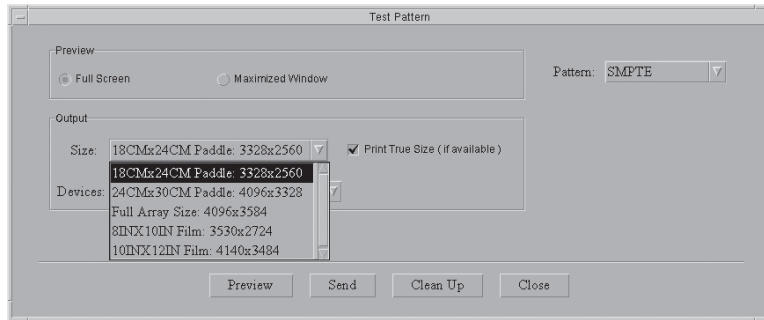 Test Pattern
Preview
Full Screen
Maximized Window
Pattern: SMPTE
Output
Size: 18CMx24CM Paddle: 3328x2560
Print True Size ( if available )
18CMx24CM Paddle: 3328x2560
Devices:
24CMx30CM Paddle: 4096x3328
Full Array Size: 4096x3584
8INX10IN Film: 3530x2724
10INX12IN Film: 4140x3484
Preview
Send
Clean Up
Close